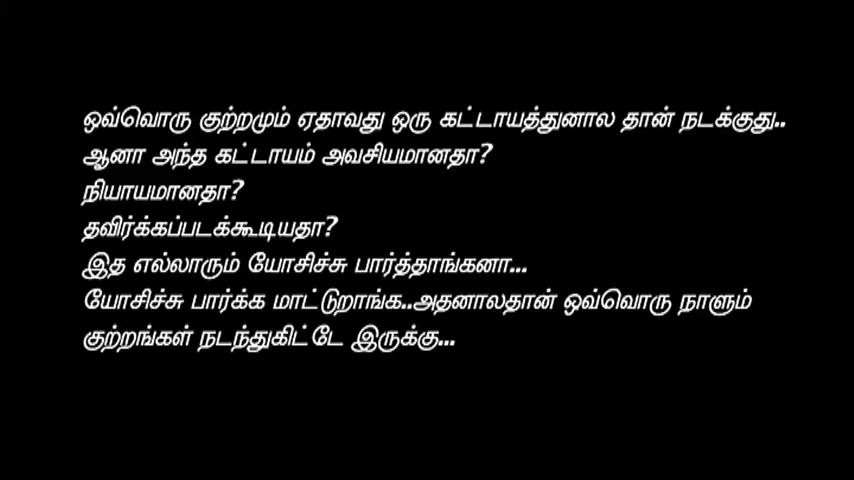 ஒவ்வொரு குற்றமும் ஏதாவது ஒரு கட்டாயத்துனால தான் நடக்குது..
ஆனா அந்த கட்டாயம் அவசியமானதா?
நியாயமானதா?
தவிர்க்கப்படக்கூடியதா?
இத எல்லாரும் யோசிச்சு பார்த்தாங்கனா...
யோசிச்சு பார்க்க மாட்டுறாங்க..அதனாலதான் ஒவ்வொரு நாளும்
குற்றங்கள் நடந்துகிட்டே இருக்கு...